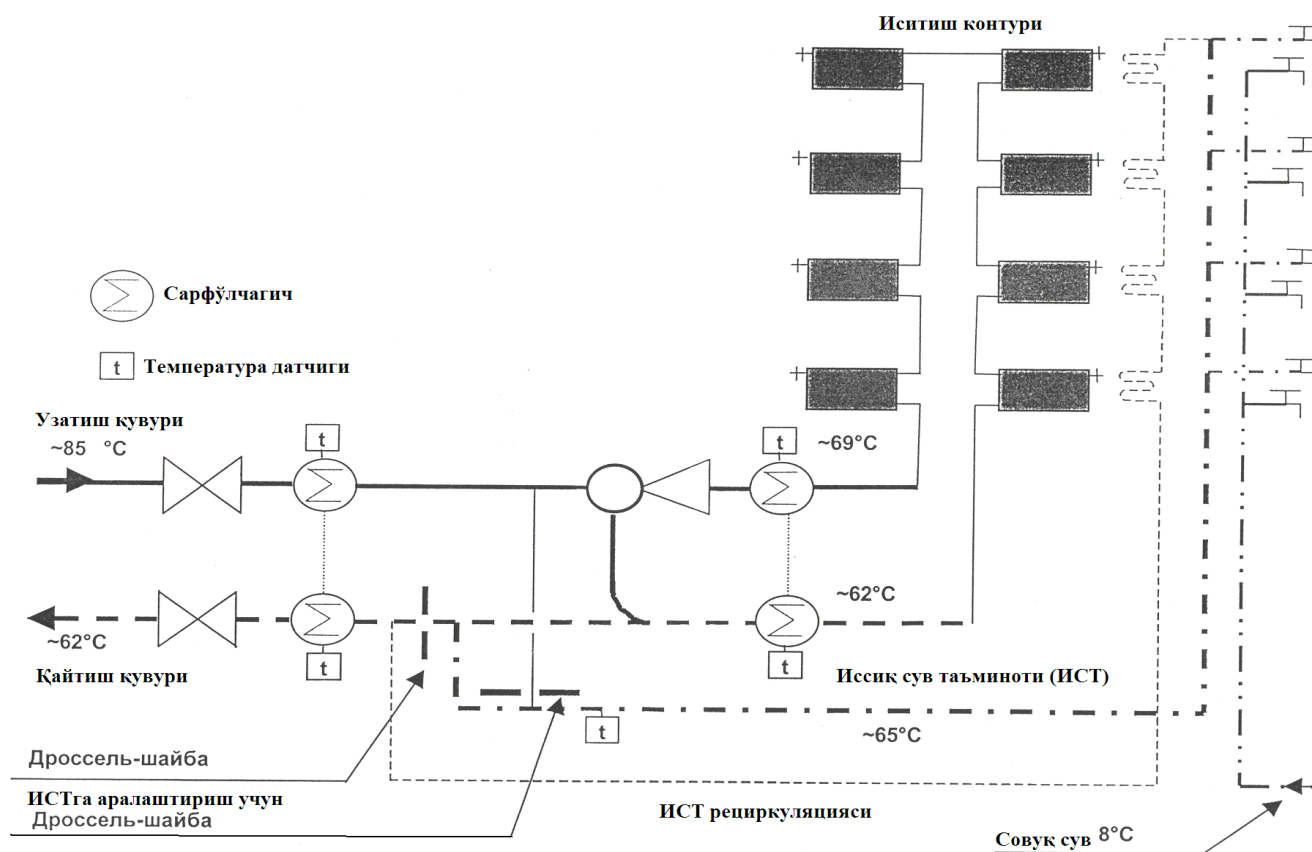 Иситиш контури
Σ Сарфўлчагич
t Температура датчиги
Узатиш қувури
~85 °C
t
t
~69°C
Σ
Σ
Σ
Σ
~62°C
~62°C
t
t
Қайтиш қувури
Иссиқ сув таъминоти (ИСТ)
t
~65°C
Дроссель-шайба
ИСТга аралаштириш учун
Дроссель-шайба
ИСТ рециркуляцияси
Совуқ сув 8°C